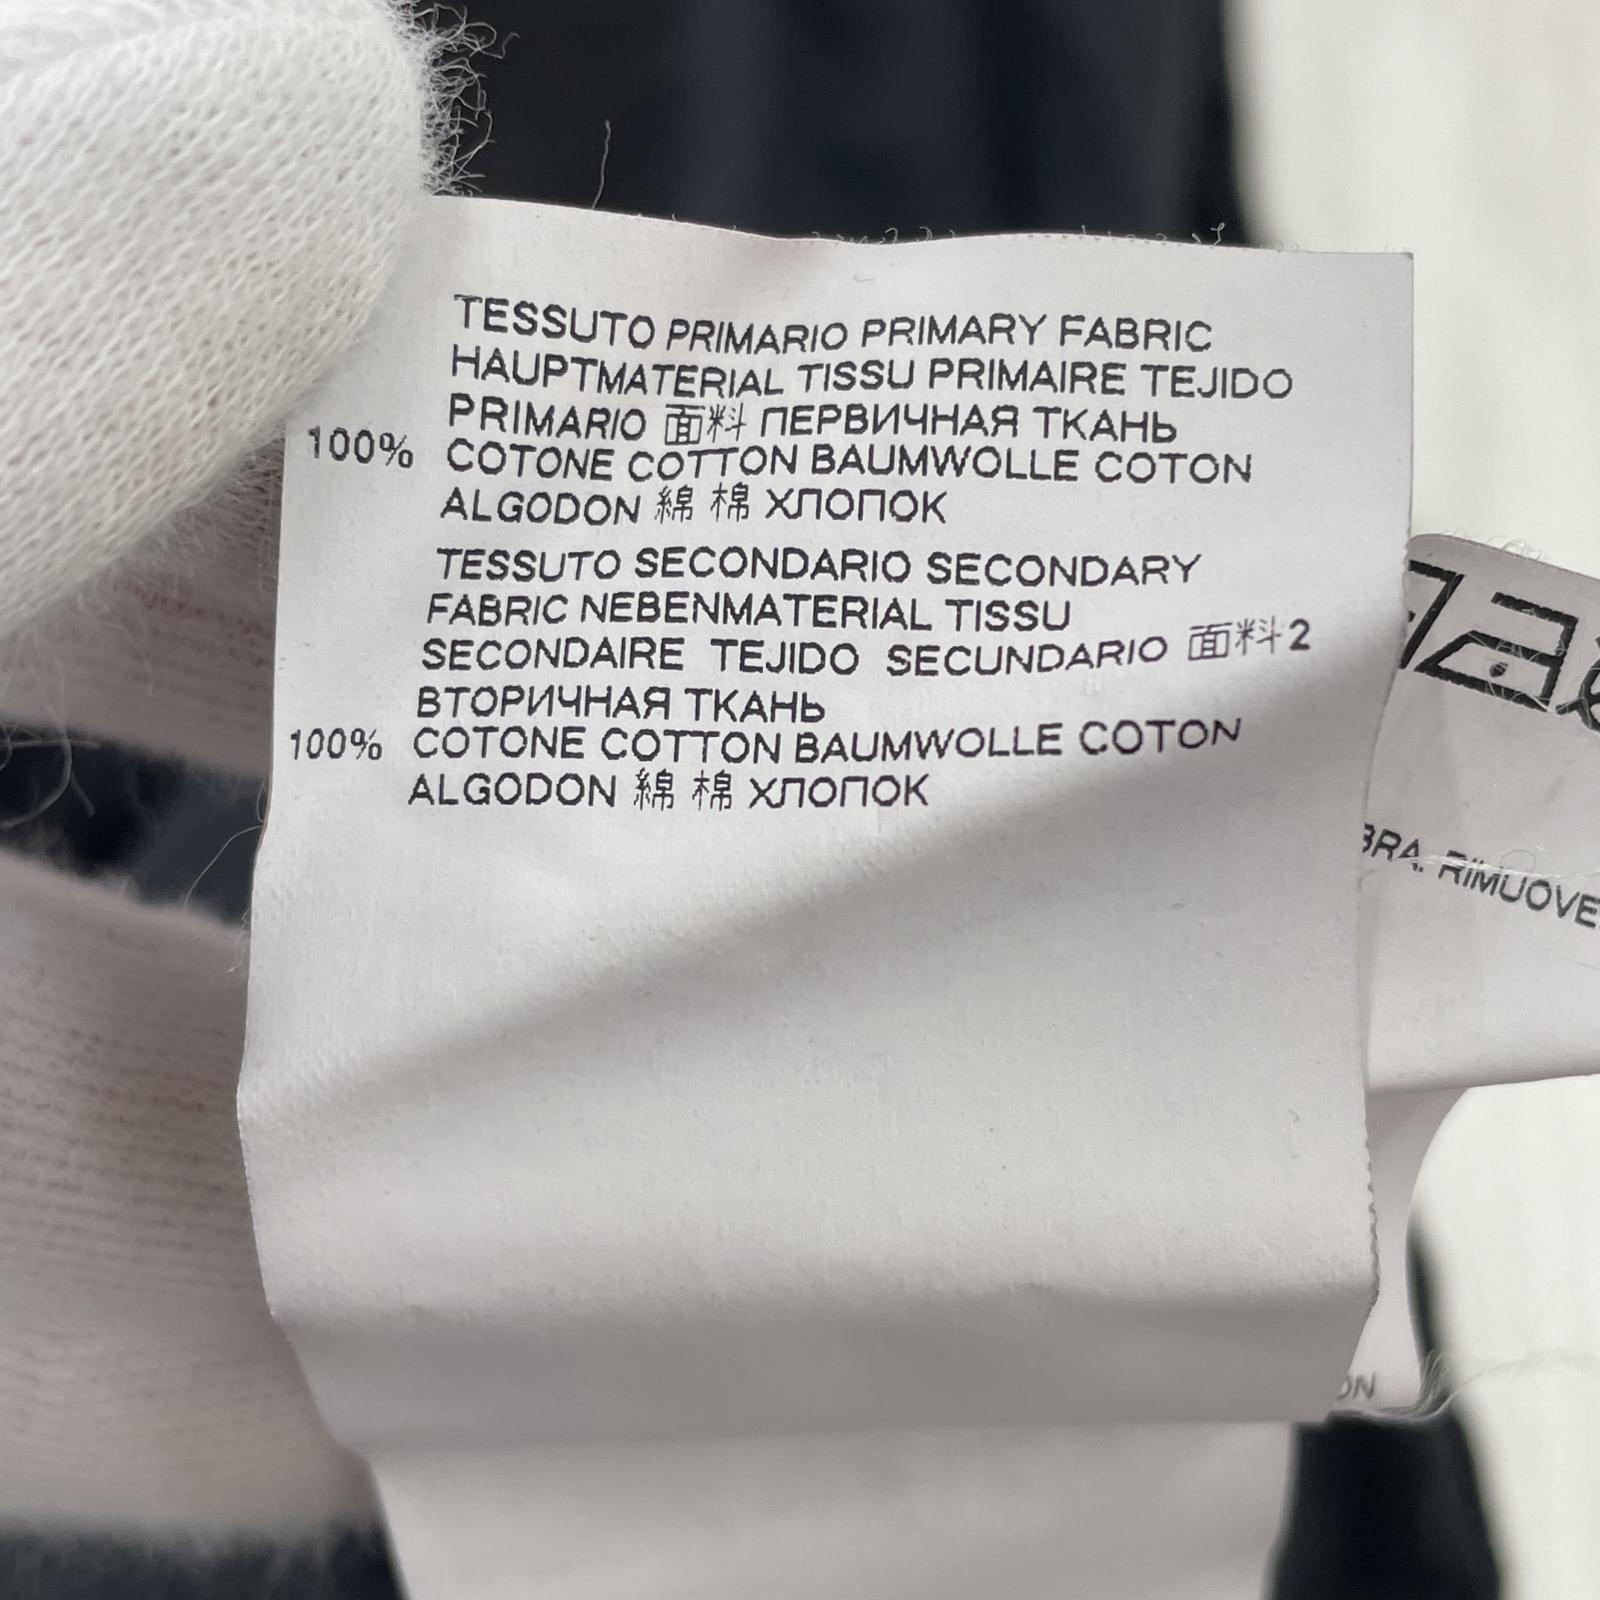 TESSUTO PRIMARIO PRIMARY FABRIC
HAUPTMATERIAL TISSU PRIMAIRE TEJIDO
PRIMARIO 面料 ПЕРВИЧНАЯ ТКАНЬ
100% COTONE COTTON BAUMWOLLE COTON
ALGODON 綿 棉 ХЛОПОК
TESSUTO SECONDARIO SECONDARY
FABRIC NEBENMATERIAL TISSU
SECONDAIRE TEJIDO SECUNDARIO 面料2
ВТОРИЧНАЯ ТКАНЬ
100% COTONE COTTON BAUMWOLLE COTON
ALGODON 綿 棉 ХЛОПОК
BRA. RIMUOVE
ON